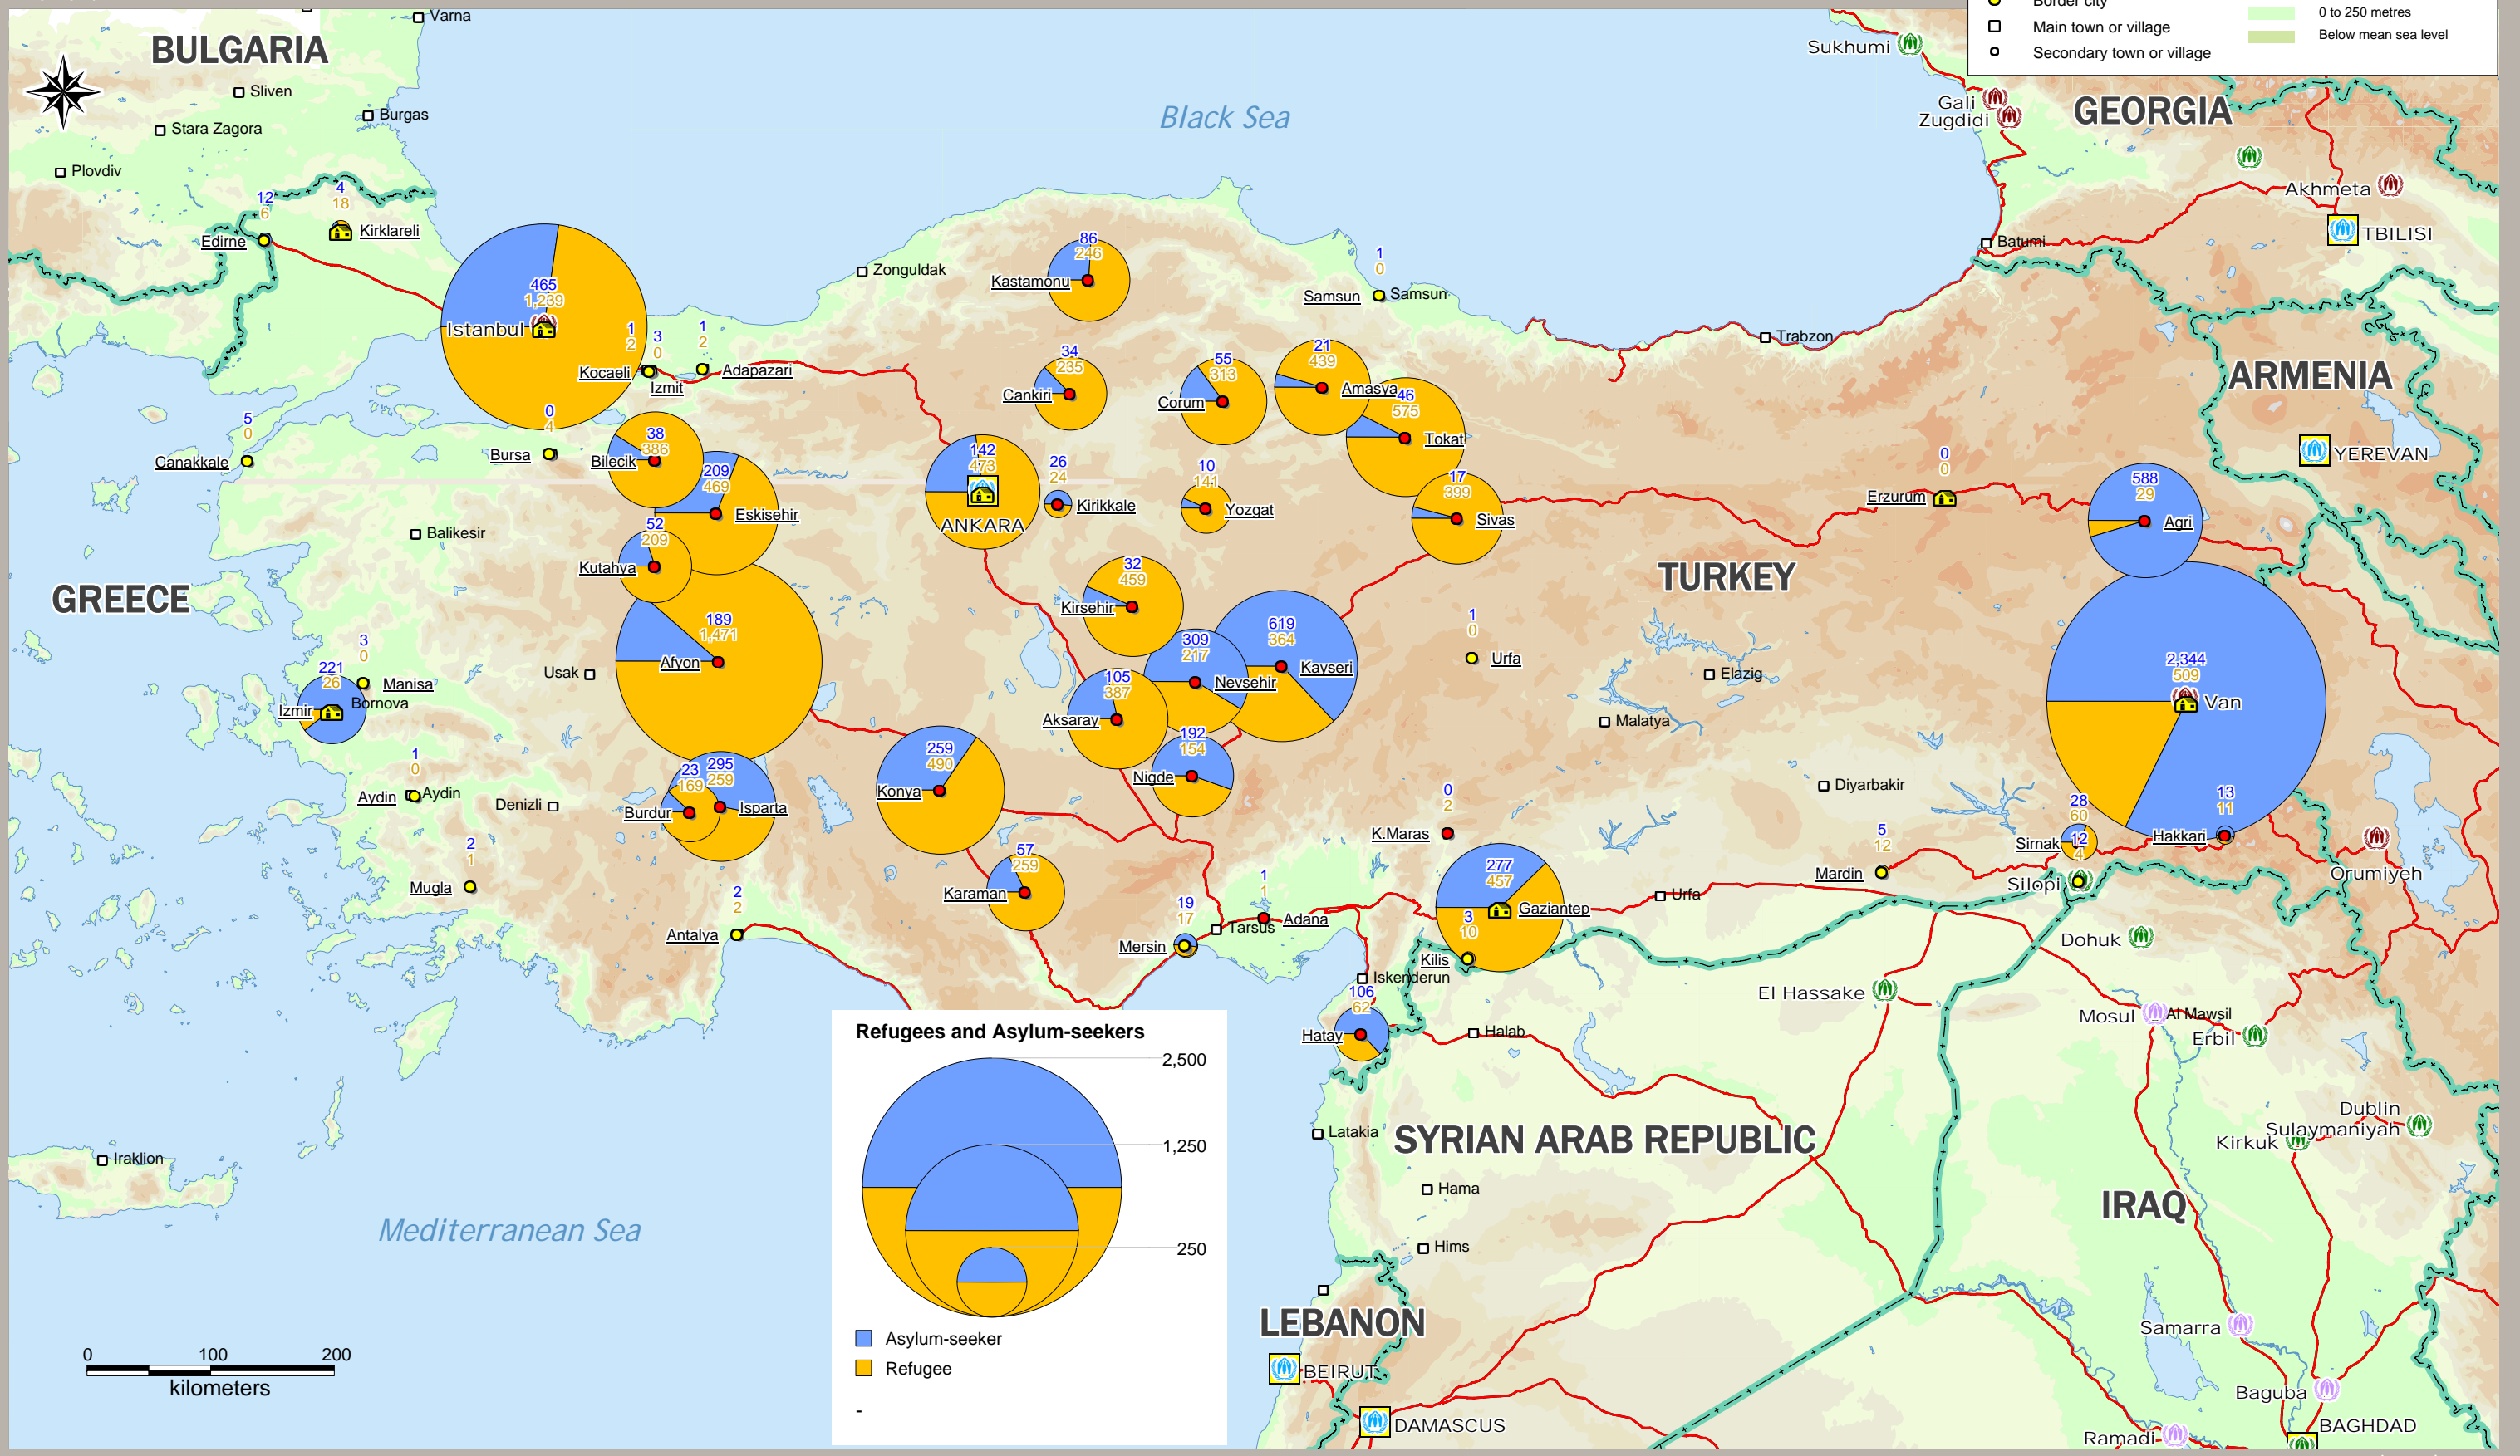 Varna
Border city
Main town or village
Secondary town or village
0 to 250 metres
Below mean sea level
BULGARIA
Sliven
Burgas
Stara Zagora
Plovdiv
Black Sea
Sukhumi
Gali
Zugdidi
GEORGIA
Akhmeta
TBILISI
Batumi
12
6
Edirne
4
18
Kirklareli
465
1,239
Istanbul
1
2
3
0
Kocaeli
Izmit
1
2
Adapazari
Zonguldak
86
246
Kastamonu
1
0
Samsun
Samsun
Trabzon
ARMENIA
YEREVAN
34
235
Cankiri
55
313
Corum
21
439
Amasya
46
575
Tokat
5
0
Canakkale
0
4
Bursa
38
386
Bilecik
209
469
Eskisehir
142
473
ANKARA
26
24
Kirikkale
10
141
Yozgat
17
399
Sivas
0
0
Erzurum
588
29
Agri
Balikesir
52
209
Kutahya
GREECE
TURKEY
32
459
Kirsehir
189
1,471
Afyon
Usak
3
0
Manisa
221
26
Izmir
Bornova
309
217
Nevsehir
619
364
Kayseri
1
0
Urfa
Elazig
Malatya
2,344
509
Van
105
387
Aksaray
192
154
Nigde
259
490
Konya
1
0
Aydin
Aydin
Denizli
23
169
Burdur
295
259
Isparta
Diyarbakir
0
2
K.Maras
28
60
Sirnak
12
4
Silopi
13
11
Hakkari
Orumiyeh
5
12
Mardin
2
1
Mugla
57
259
Karaman
2
2
Antalya
19
17
Mersin
Tarsus
1
1
Adana
277
457
Gaziantep
3
10
Kilis
Urfa
Iskenderun
106
62
Hatay
Halab
El Hassake
Dohuk
Mosul
Al Mawsil
Erbil
Latakia
SYRIAN ARAB REPUBLIC
Dublin
Sulaymaniyah
Kirkuk
Hama
Hims
IRAQ
Iraklion
Mediterranean Sea
LEBANON
BEIRUT
DAMASCUS
Samarra
Baguba
BAGHDAD
Ramadi
Refugees and Asylum-seekers
2,500
1,250
250
Asylum-seeker
Refugee
-
0 100 200
kilometers